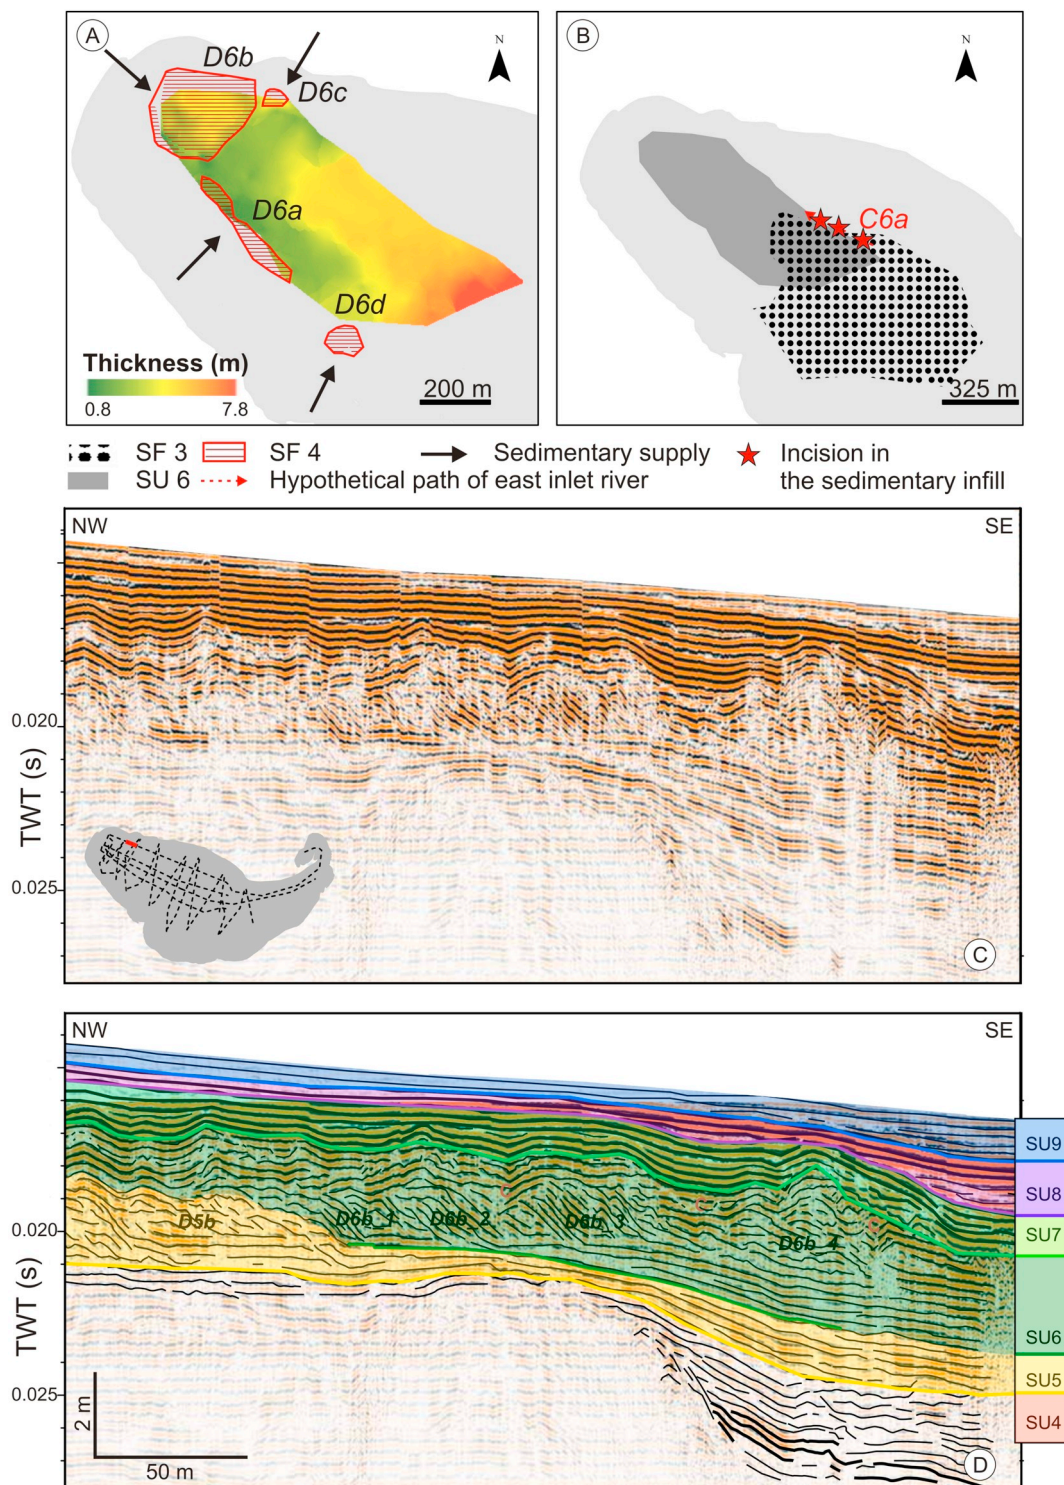 A
N
D6b
D6c
D6a
D6d
Thickness (m)
0.8 7.8
200 m
B
N
C6a
325 m
SF 3 SF 4 Sedimentary supply Incision in
SU 6 Hypothetical path of east inlet river the sedimentary infill
NW SE
0.020
TWT (s)
0.025
C
NW SE
SU9
SU8
D5b D6b_1 D6b_2 C D6b_3 C D6b_4 C
0.020
SU7
TWT (s)
SU6
SU5
0.025
2 m
SU4
50 m
D